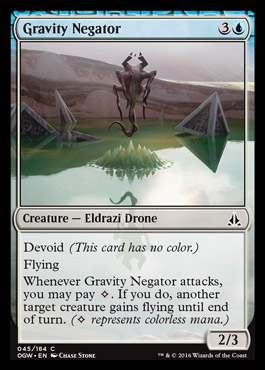 Gravity Negator 3
Creature — Eldrazi Drone
Devoid (This card has no color.)
Flying
Whenever Gravity Negator attacks,
you may pay ◇. If you do, another
target creature gains flying until end
of turn. (◇ represents colorless mana.)
2/3
045/184 C
OGW • EN Chase Stone
™ & © 2016 Wizards of the Coast